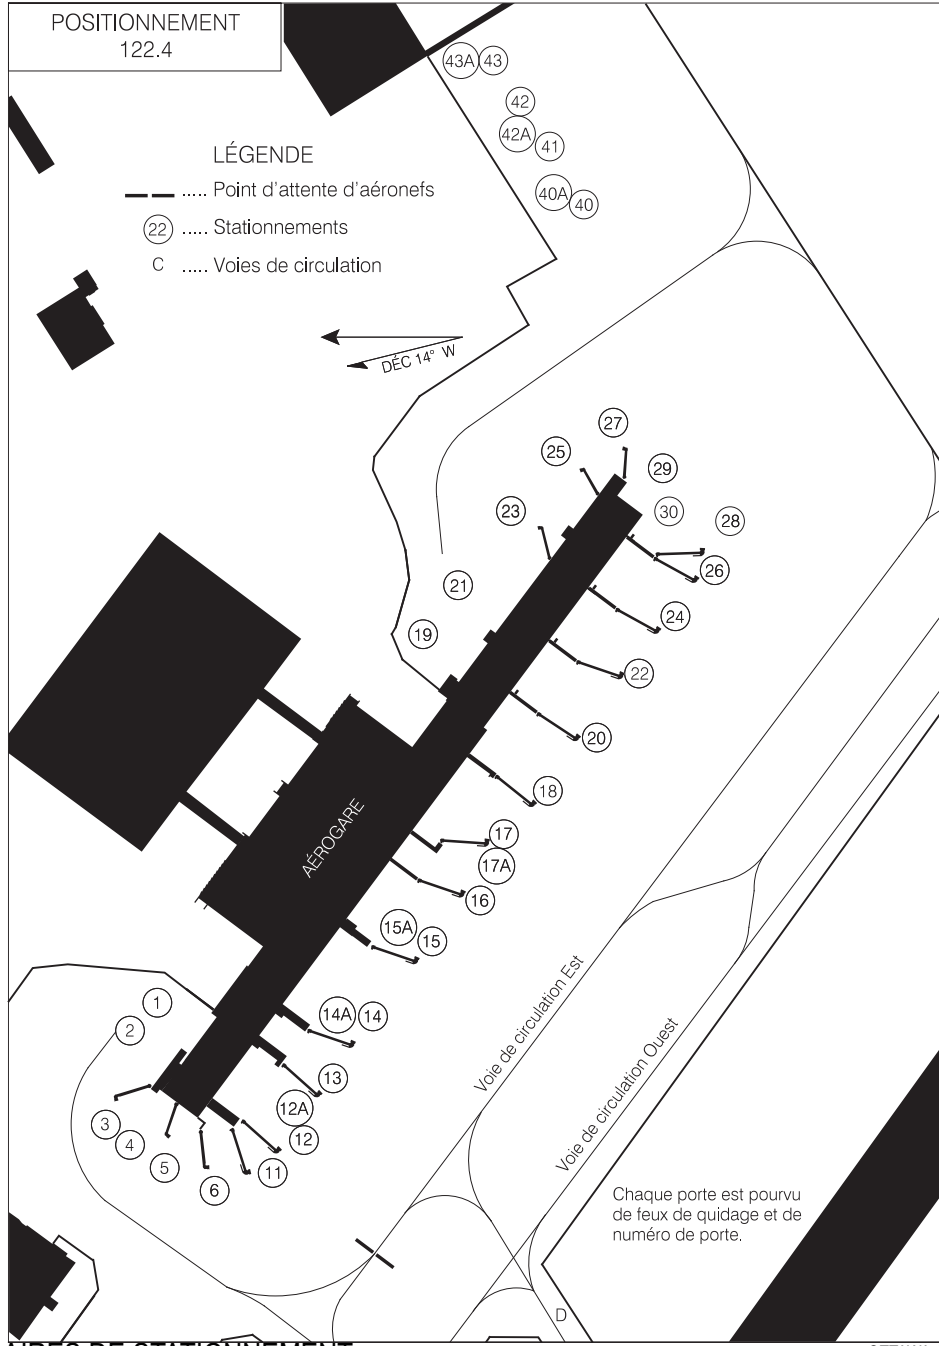 POSITIONNEMENT
122.4
43A 43
42
42A
41
40A 40
LÉGENDE
..... Point d'attente d'aéronefs
22 ..... Stationnements
C ..... Voies de circulation
DÉC 14° W
27
25
29
30
23
28
26
21
24
19
22
20
18
AÉROGARE
17
17A
16
15A 15
1
14A 14
2
13
12A
12
3
4
5
11
6
Voie de circulation Est
Voie de circulation Ouest
Chaque porte est pourvu
de feux de quidage et de
numéro de porte.
D
AIRES DE STATIONNEMENT